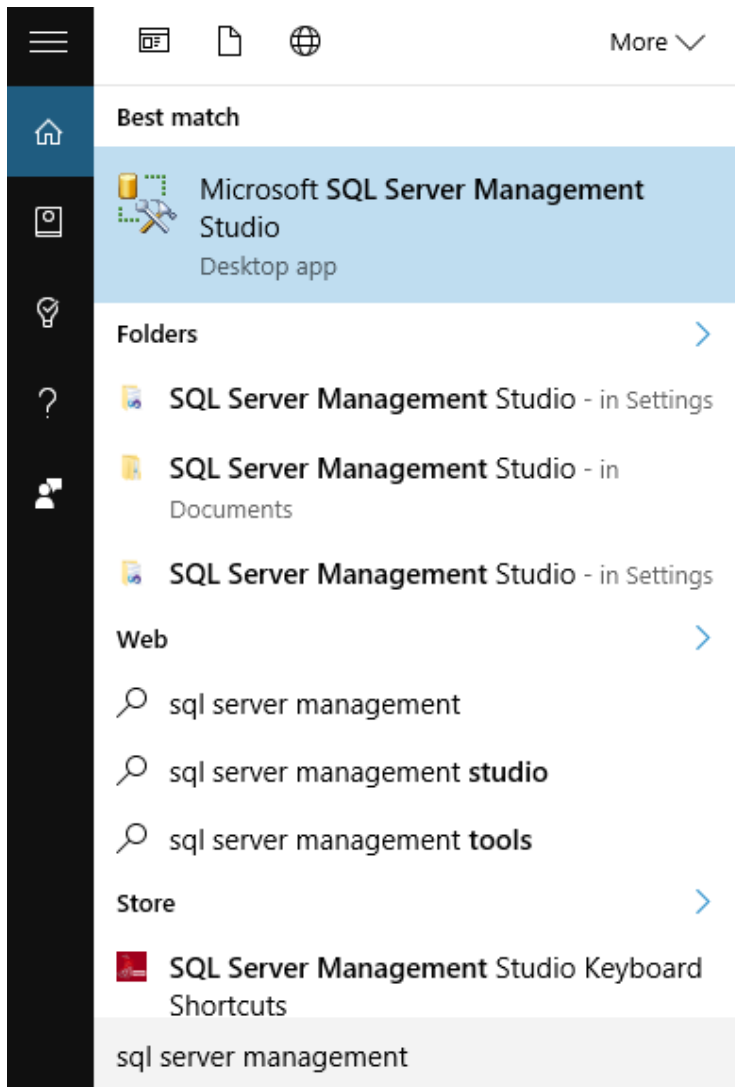 More
Best match
Microsoft SQL Server Management
Studio
Desktop app
Folders
SQL Server Management Studio - in Settings
SQL Server Management Studio - in
Documents
SQL Server Management Studio - in Settings
Web
sql server management
sql server management studio
sql server management tools
Store
SQL Server Management Studio Keyboard
Shortcuts
sql server management